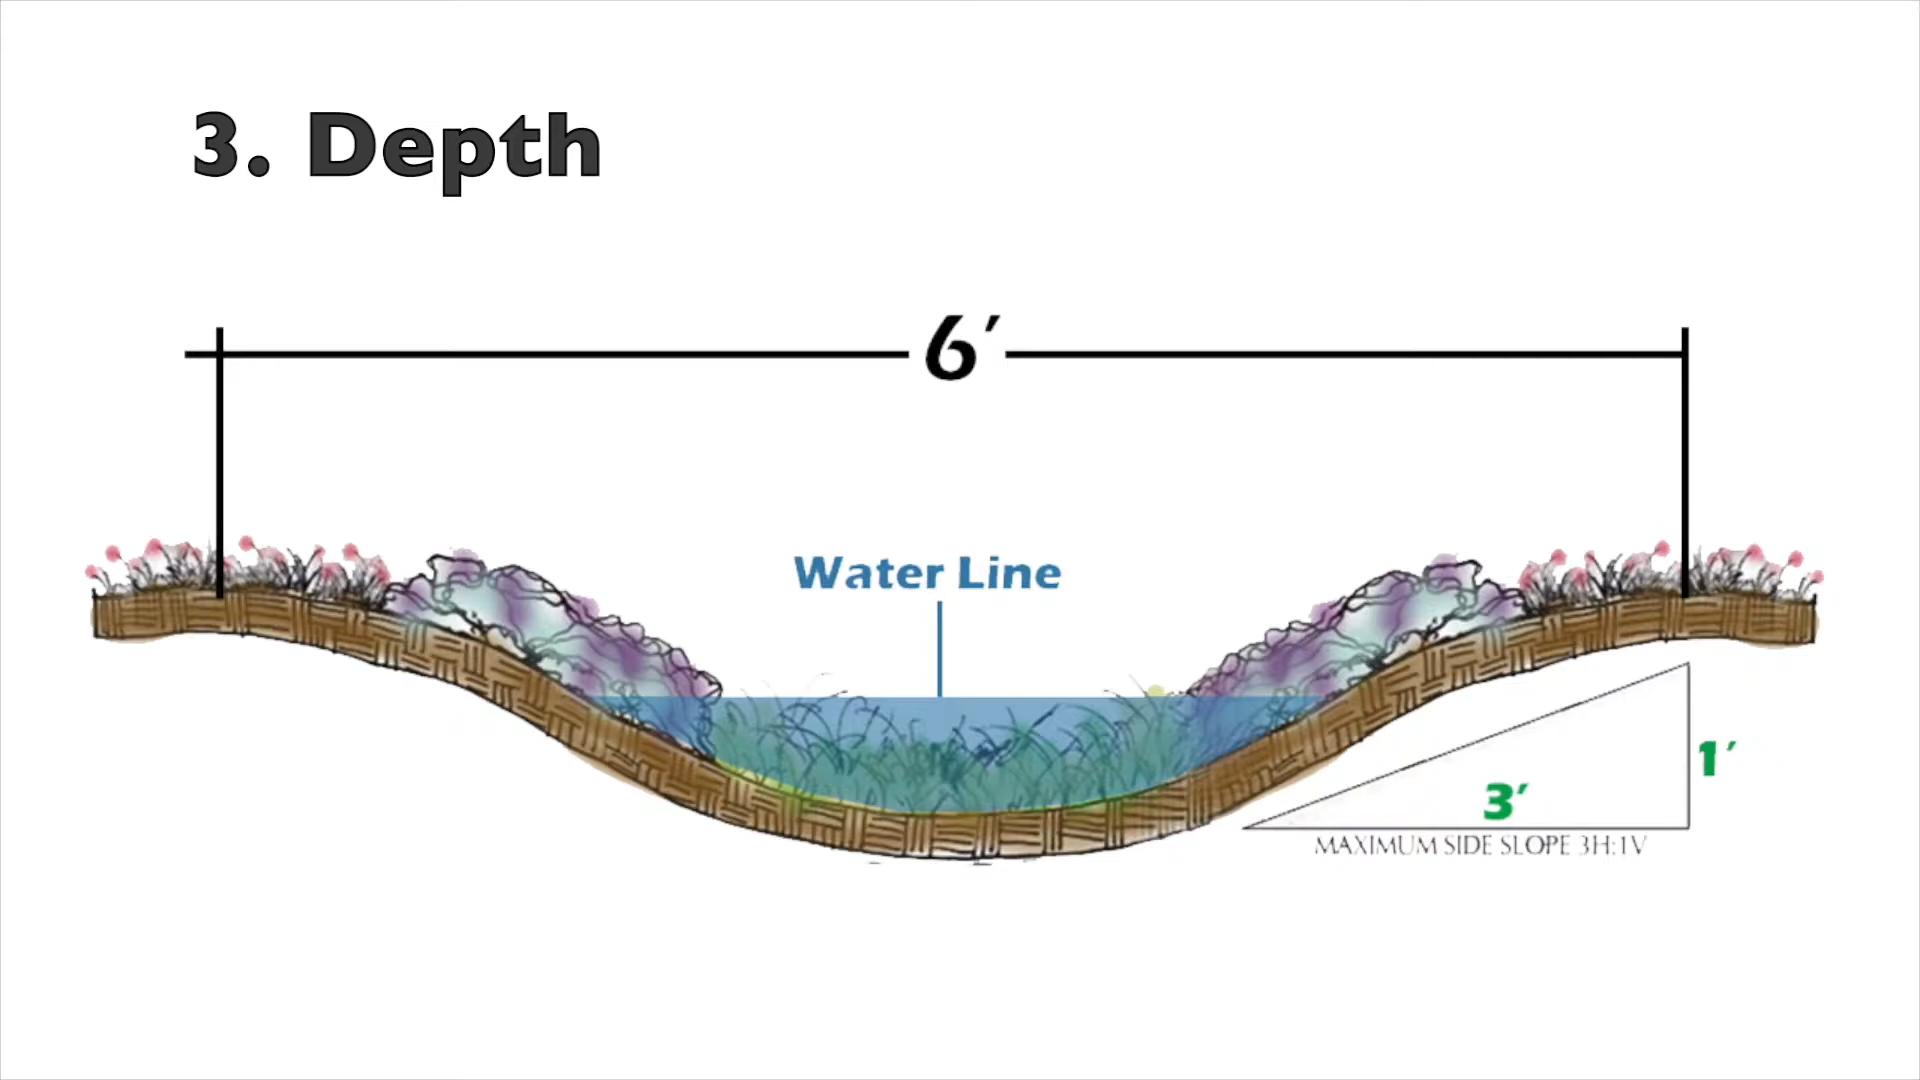 3. Depth
6′
Water Line
1′
3′
MAXIMUM SIDE SLOPE 3H:1V